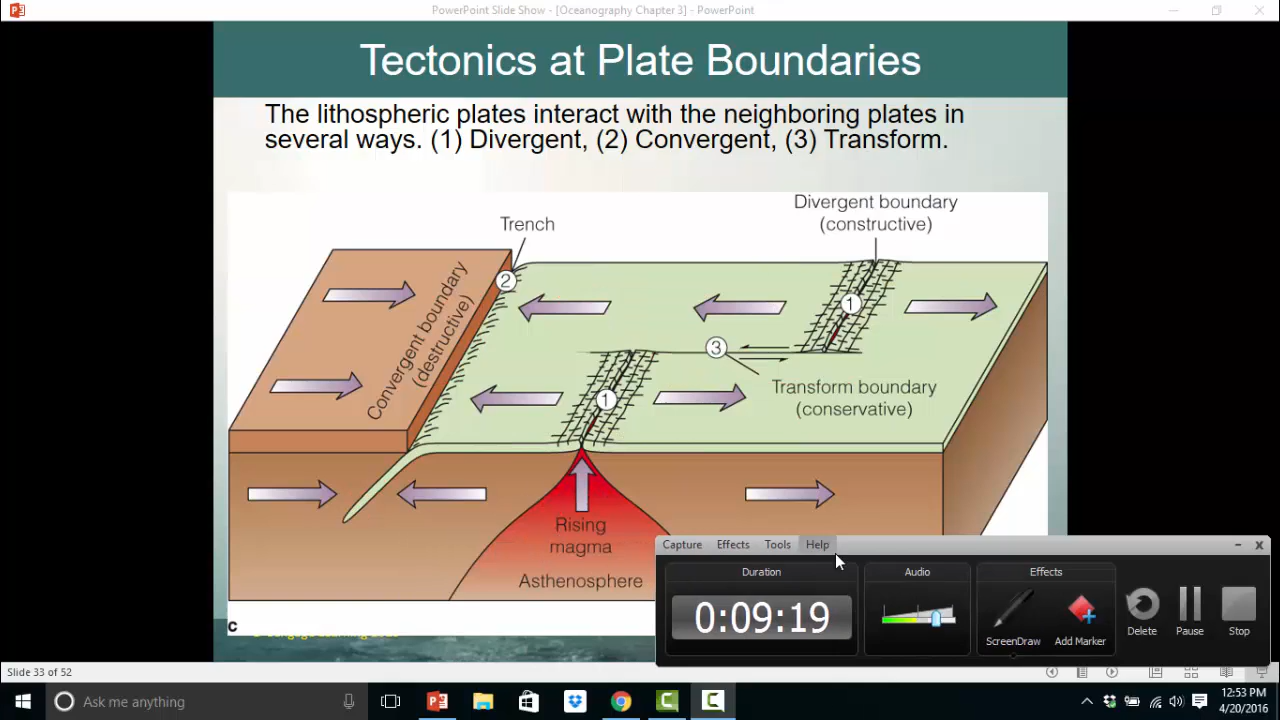 PowerPoint Slide Show - [Oceanography Chapter 3] - PowerPoint
Tectonics at Plate Boundaries
The lithospheric plates interact with the neighboring plates in
several ways. (1) Divergent, (2) Convergent, (3) Transform.
Divergent boundary
(constructive)
Trench
2
Convergent boundary
(destructive)
1
3
Transform boundary
(conservative)
1
Rising
magma
Asthenosphere
C
Capture Effects Tools Help
Duration
Audio
Effects
0:09:19
ScreenDraw
Add Marker
Delete
Pause
Stop
Slide 33 of 52
Ask me anything
12:53 PM
4/20/2016